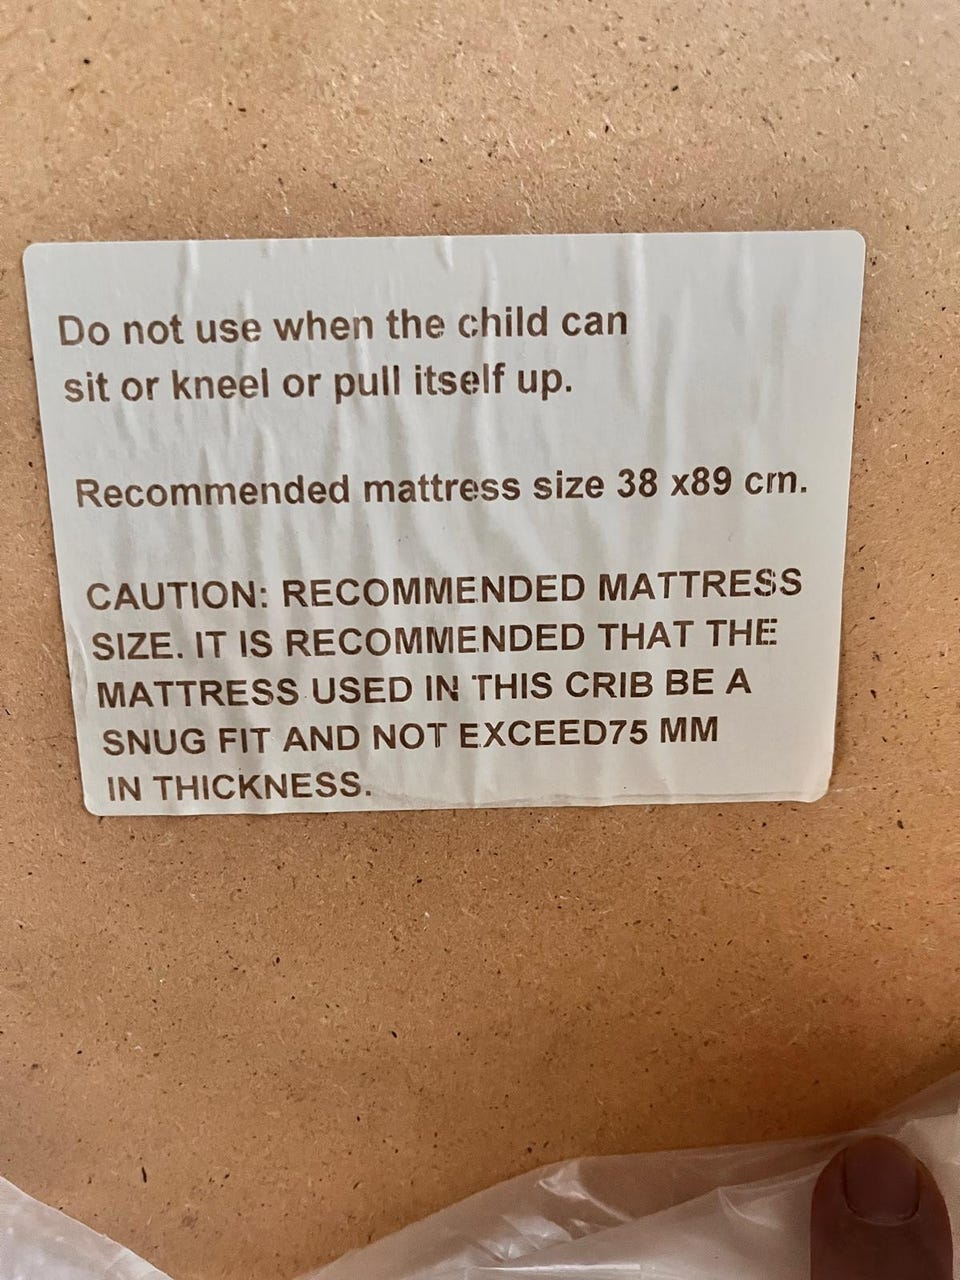 Do not use when the child can
sit or kneel or pull itself up.
Recommended mattress size 38 x89 cm.
CAUTION: RECOMMENDED MATTRESS
SIZE. IT IS RECOMMENDED THAT THE
MATTRESS USED IN THIS CRIB BE A
SNUG FIT AND NOT EXCEED75 MM
IN THICKNESS.